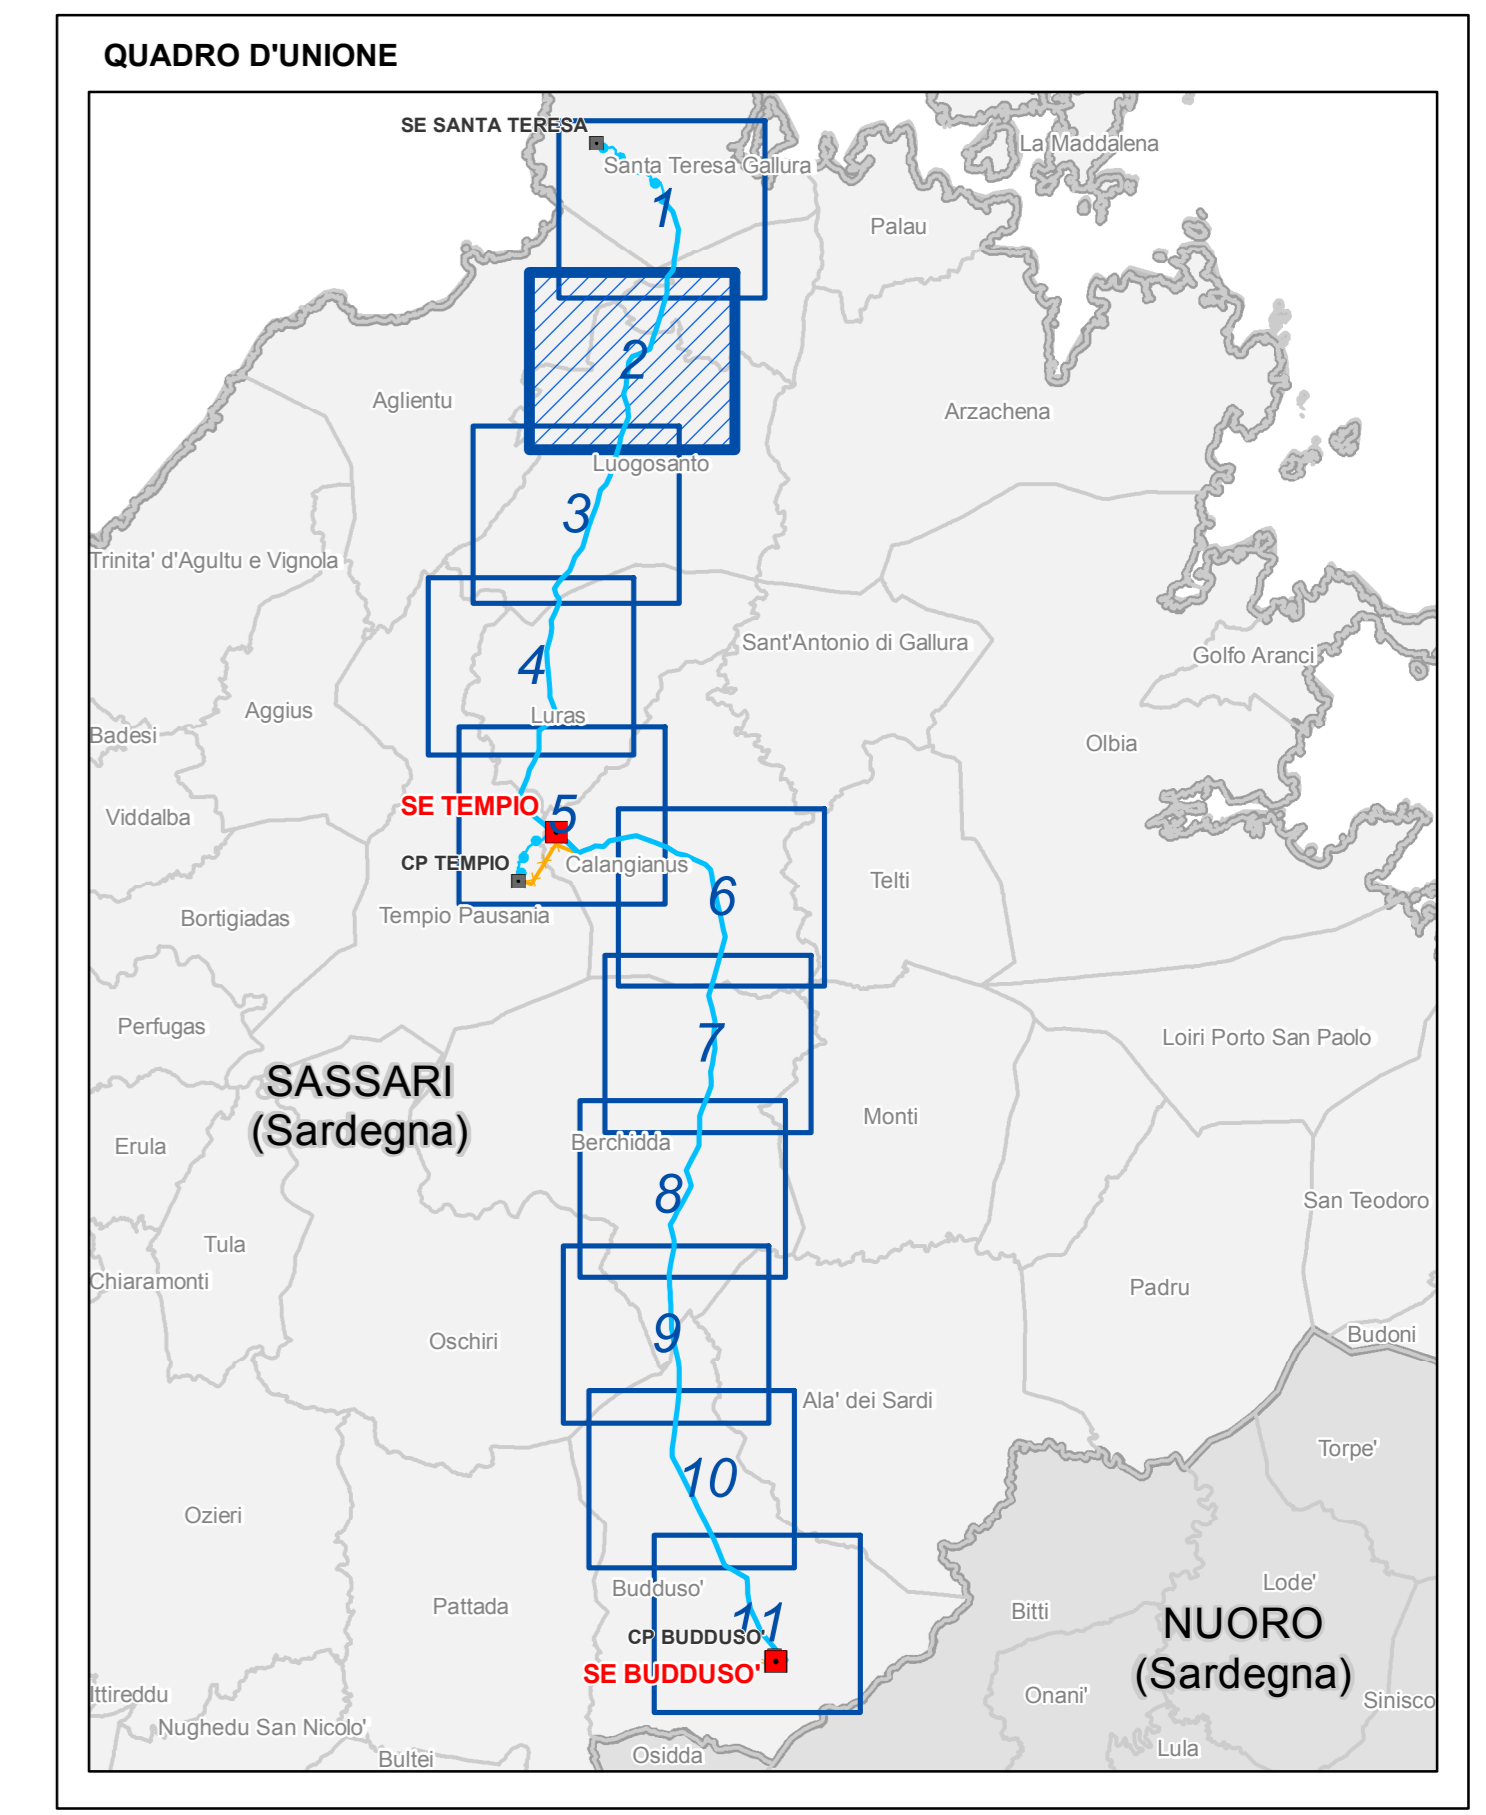 QUADRO D'UNIONE
SE SANTA TERESA
La Maddalena
Santa Teresa Gallura
1
Palau
2
Aglientu
Arzachena
Luogosanto
3
Trinita' d'Agultu e Vignola
Sant'Antonio di Gallura
Golfo Aranci
4
Aggius
Luras
Badesi
Olbia
SE TEMPIO
5
Viddalba
CP TEMPIO
Calangianus
Telti
6
Bortigiadas
Tempio Pausania
Perfugas
Loiri Porto San Paolo
7
SASSARI
(Sardegna)
Monti
Erula
Berchidda
8
San Teodoro
Tula
Chiaramonti
Padru
9
Oschiri
Budoni
Ala' dei Sardi
Torpe'
10
Ozieri
Lode'
Budduso'
Pattada
Bitti
11
NUORO
(Sardegna)
CP BUDDUSO'
SE BUDDUSO'
Ittireddu
Onani'
Sinisco
Nughedu San Nicolo'
Osidda
Lula
Bultei